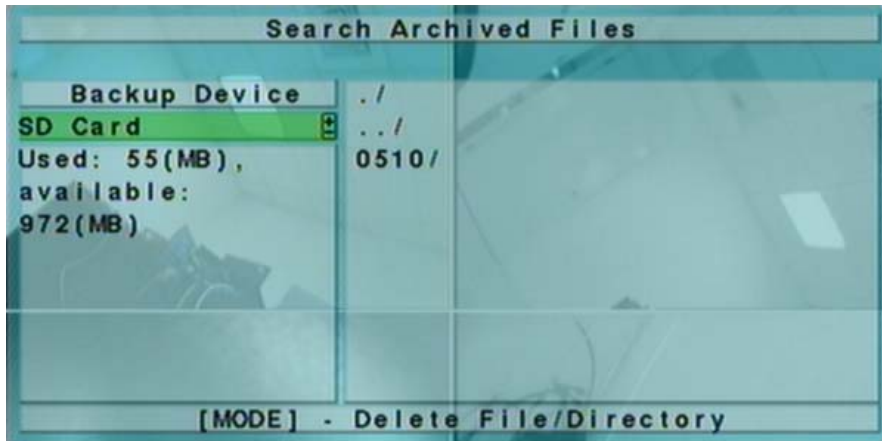 Search Archived Files
Backup Device
SD Card
Used: 55(MB),
available:
972(MB)
./
../
0510/
[MODE] - Delete File/Directory